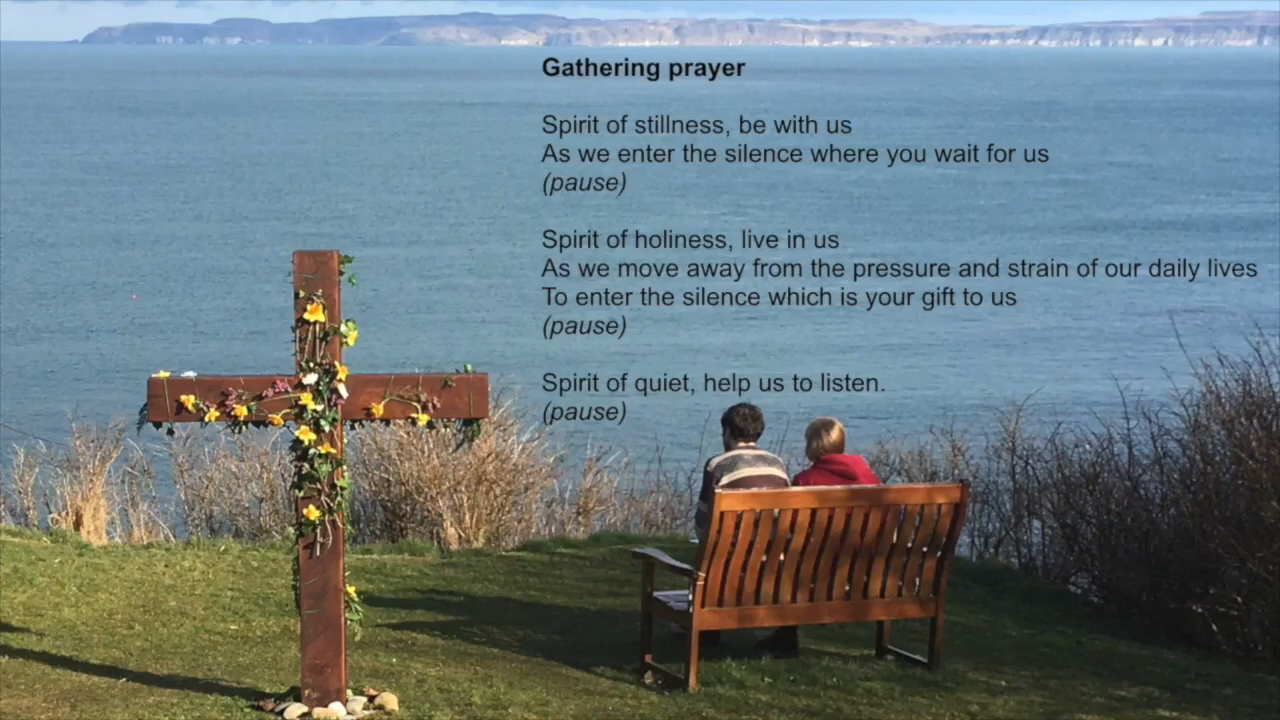 Gathering prayer
Spirit of stillness, be with us
As we enter the silence where you wait for us
(pause)
Spirit of holiness, live in us
As we move away from the pressure and strain of our daily lives
To enter the silence which is your gift to us
(pause)
Spirit of quiet, help us to listen.
(pause)